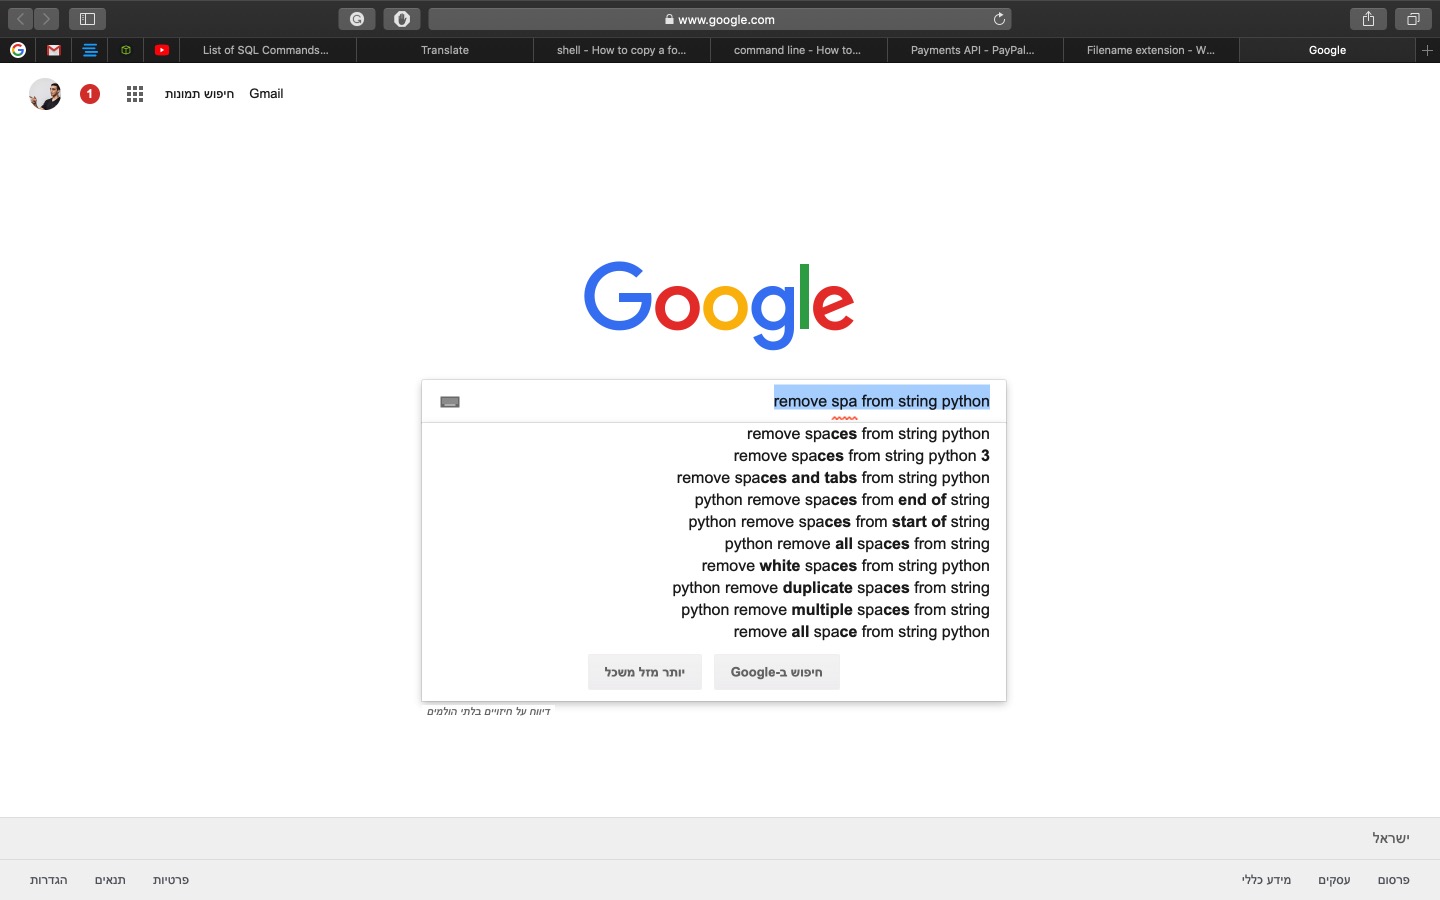 www.google.com
List of SQL Commands...
Translate
shell - How to copy a fo...
command line - How to...
Payments API - PayPal...
Filename extension - W...
Google
1
חיפוש תמונות
Gmail
Google
remove spa from string python
remove spaces from string python
remove spaces from string python 3
remove spaces and tabs from string python
python remove spaces from end of string
python remove spaces from start of string
python remove all spaces from string
remove white spaces from string python
python remove duplicate spaces from string
python remove multiple spaces from string
remove all space from string python
חיפוש ב-Google
יותר מזל משכל
דיווח על חיזויים בלתי הולמים
ישראל
פרסום
עסקים
מידע כללי
פרטיות
תנאים
הגדרות